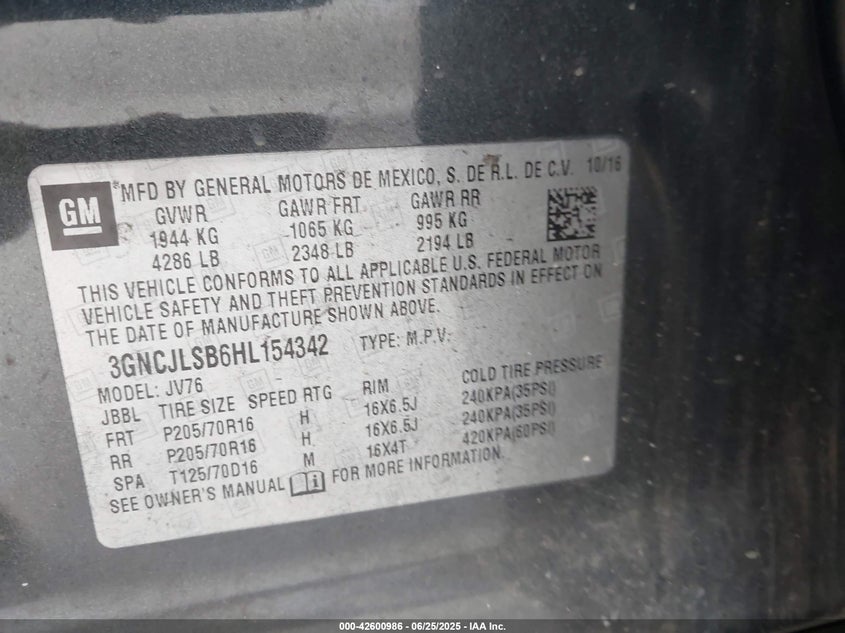 GM
*MFD BY GENERAL MOTORS DE MEXICO, S. DE R.L. DE C.V. 10/16
GVWR GAWR FRT GAWR RR
1944 KG 1065 KG 995 KG
4286 LB 2348 LB 2194 LB
THIS VEHICLE CONFORMS TO ALL APPLICABLE U.S. FEDERAL MOTOR
VEHICLE SAFETY AND THEFT PREVENTION STANDARDS IN EFFECT ON
THE DATE OF MANUFACTURE SHOWN ABOVE.
3GNCJLSB6HL154342 TYPE: M.P.V.
MODEL: JV76
JBBL TIRE SIZE SPEED RTG RIM COLD TIRE PRESSURE
FRT P205/70R16 H 16X6.5J 240KPA(35PSI)
RR P205/70R16 H 16X6.5J 240KPA(35PSI)
SPA T125/70D16 M 16X4T 420KPA(60PSI)
SEE OWNER'S MANUAL FOR MORE INFORMATION.
000-42600986 - 06/25/2025 - IAA Inc.